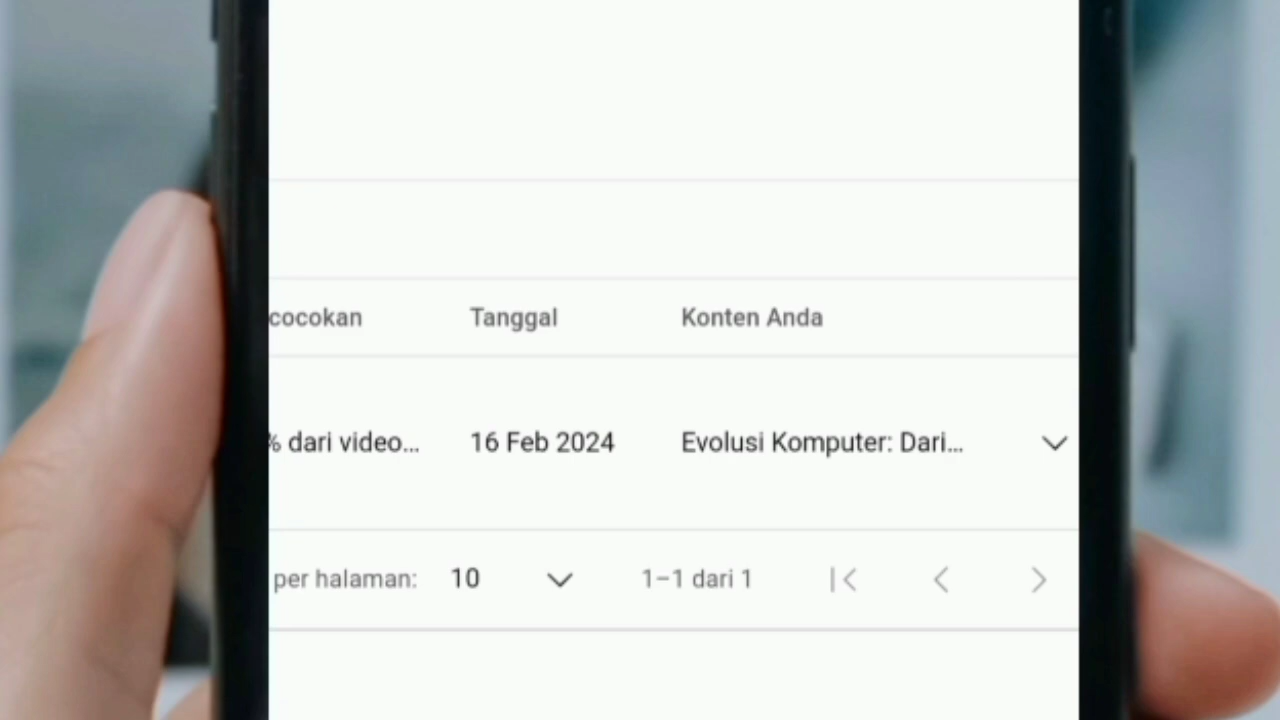 cocokan Tanggal Konten Anda
% dari video... 16 Feb 2024 Evolusi Komputer: Dari...
per halaman: 10 1–1 dari 1